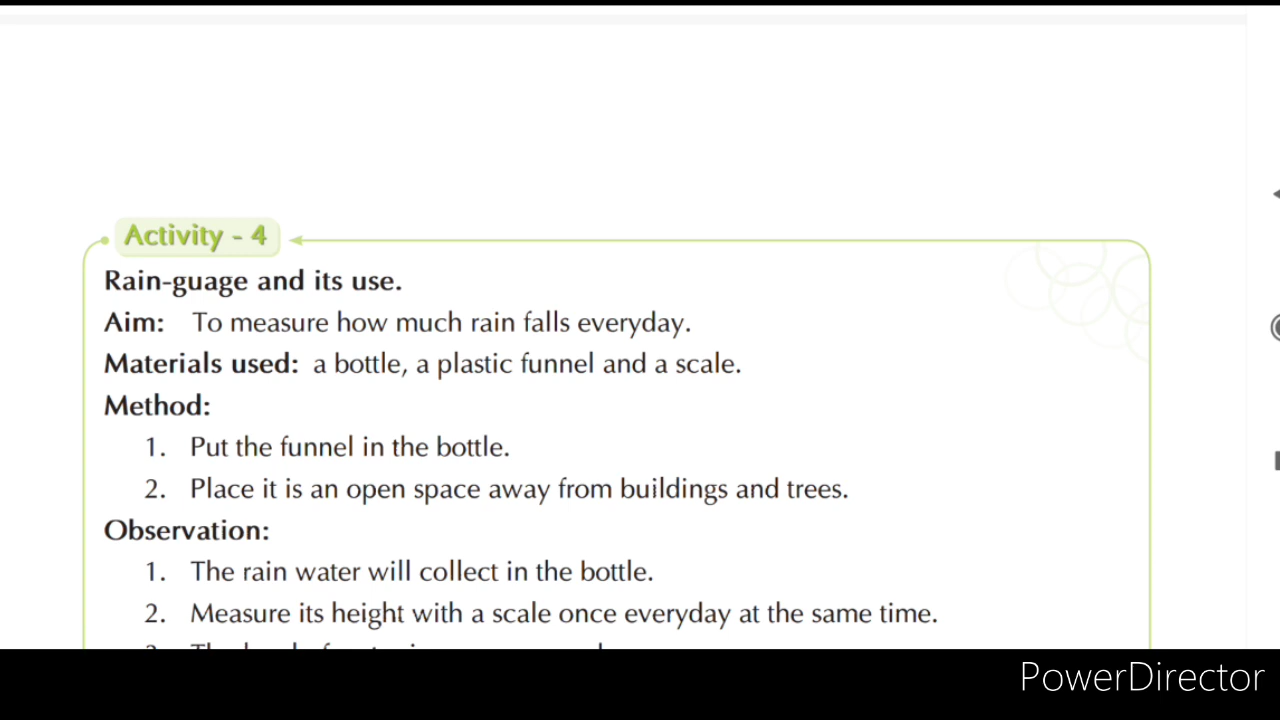 Activity - 4
Rain-guage and its use.
Aim: To measure how much rain falls everyday.
Materials used: a bottle, a plastic funnel and a scale.
Method:
1. Put the funnel in the bottle.
2. Place it is an open space away from buildings and trees.
Observation:
1. The rain water will collect in the bottle.
2. Measure its height with a scale once everyday at the same time.
PowerDirector